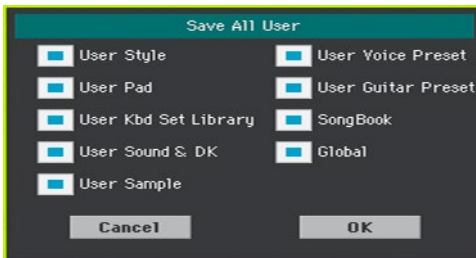 Save All User
User Style
User Voice Preset
User Pad
User Guitar Preset
User Kbd Set Library
SongBook
User Sound & DK
Global
User Sample
Cancel
OK